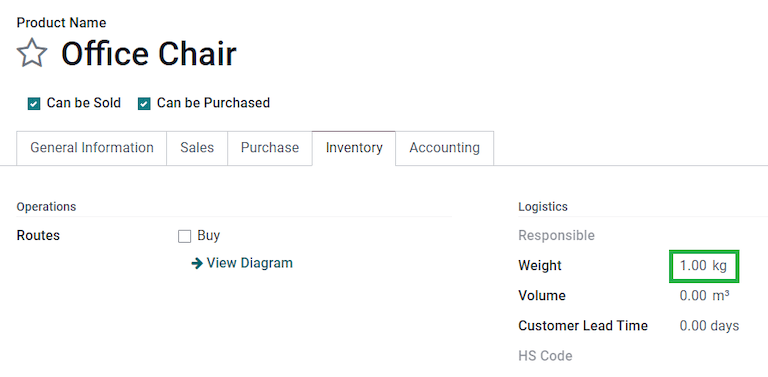 Product Name
Office Chair
Can be Sold Can be Purchased
General Information Sales Purchase Inventory Accounting
Operations
Routes Buy
View Diagram
Logistics
Responsible
Weight 1.00 kg
Volume 0.00 m³
Customer Lead Time 0.00 days
HS Code